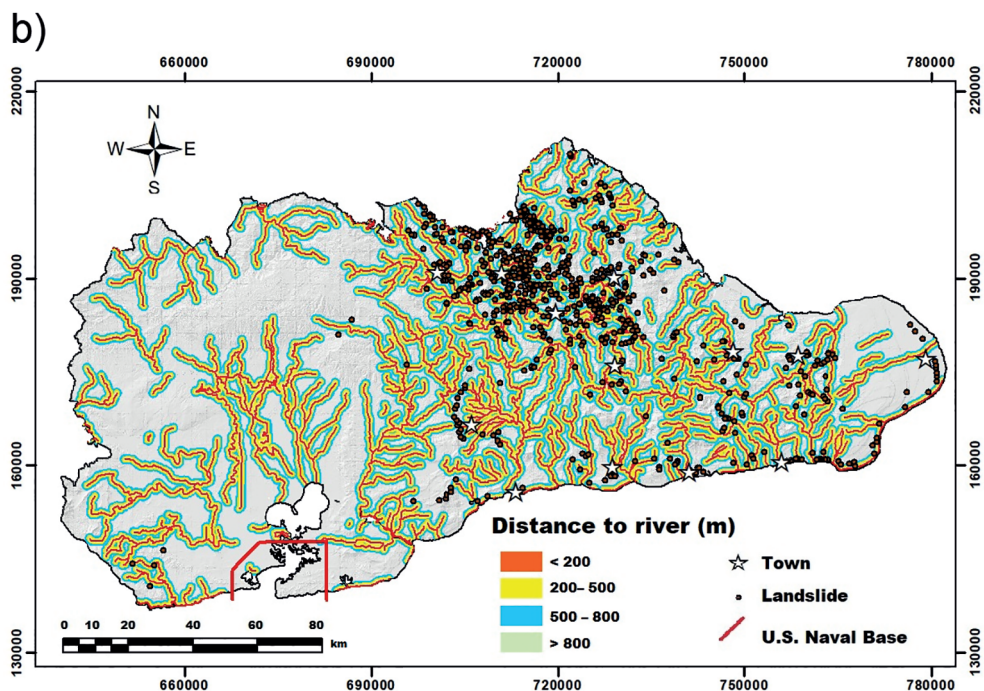 b)
660000 690000 720000 750000 780000
220000 220000
N
W E
S
190000 190000
160000 160000
Distance to river (m)
< 200
200– 500
500 – 800
> 800
Town
Landslide
U.S. Naval Base
0 10 20 40 60 80
km
130000 130000
660000 690000 720000 750000 780000